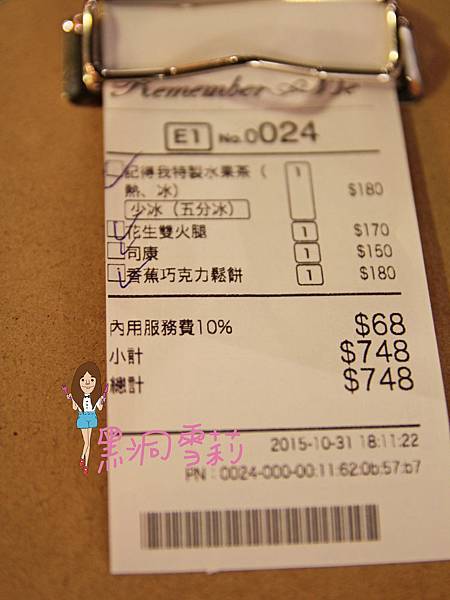 Remember Me
E1 No.0024
記得我特製水果茶（ 1 $180
熱、冰）
少冰（五分冰）
花生雙火腿 1 $170
司康 1 $150
香蕉巧克力鬆餅 1 $180
內用服務費10% $68
小計 $748
總計 $748
黑洞雪莉
2015-10-31 18:11:22
PN : 0024-000-00:11:62:0b:57:b7